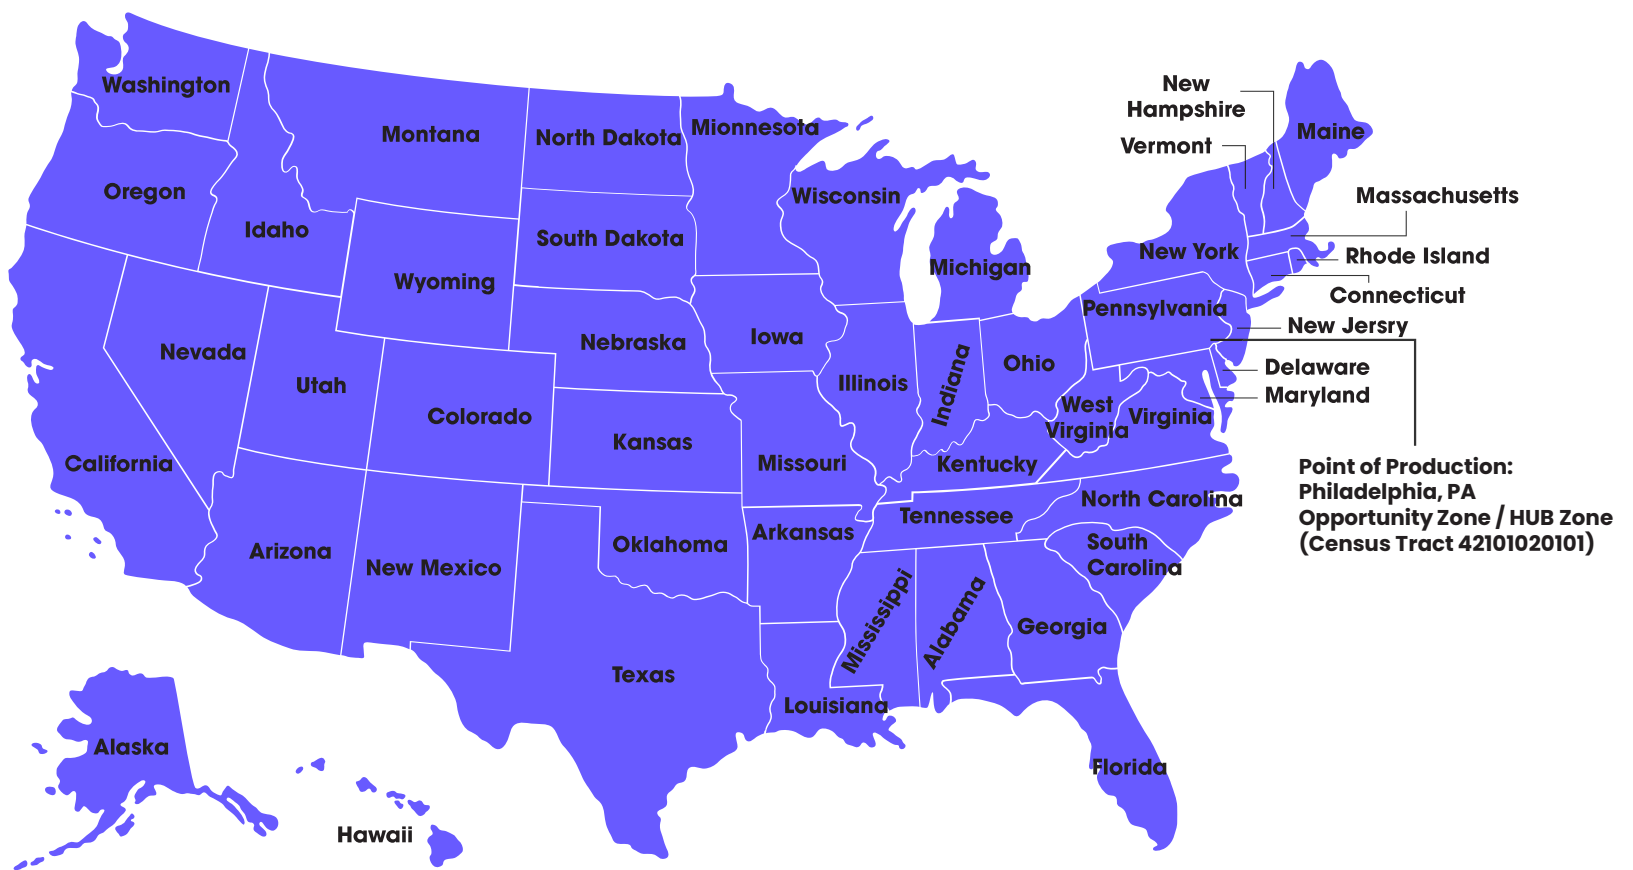 Washington
Oregon
Idaho
Montana
North Dakota
Mionnesota
Wisconsin
Michigan
New
Hampshire
Vermont
Maine
Massachusetts
New York
Rhode Island
Connecticut
South Dakota
Wyoming
Nebraska
Iowa
Pennsylvania
New Jersry
Nevada
Utah
Colorado
Kansas
Missouri
Illinois
Indiana
Ohio
Delaware
Maryland
West
Virginia
Virginia
Kentucky
California
Arizona
New Mexico
Oklahoma
Arkansas
Tennessee
North Carolina
South
Carolina
Point of Production:
Philadelphia, PA
Opportunity Zone / HUB Zone
(Census Tract 42101020101)
Texas
Louisiana
Mississippi
Alabama
Georgia
Florida
Alaska
Hawaii